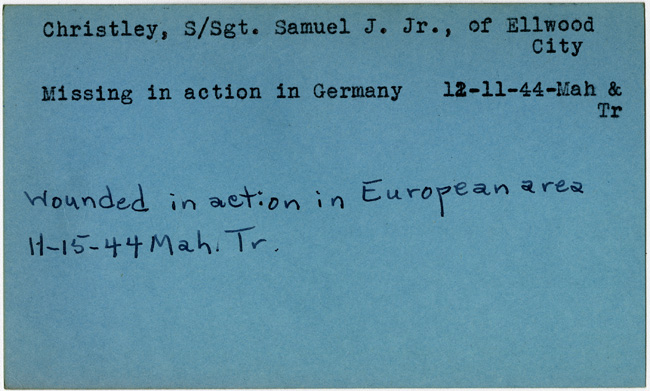 Christley, S/Sgt. Samuel J. Jr., of Ellwood
City
Missing in action in Germany 12-11-44-Mah &
Tr
Wounded in action in European area
11-15-44 Mah. Tr.